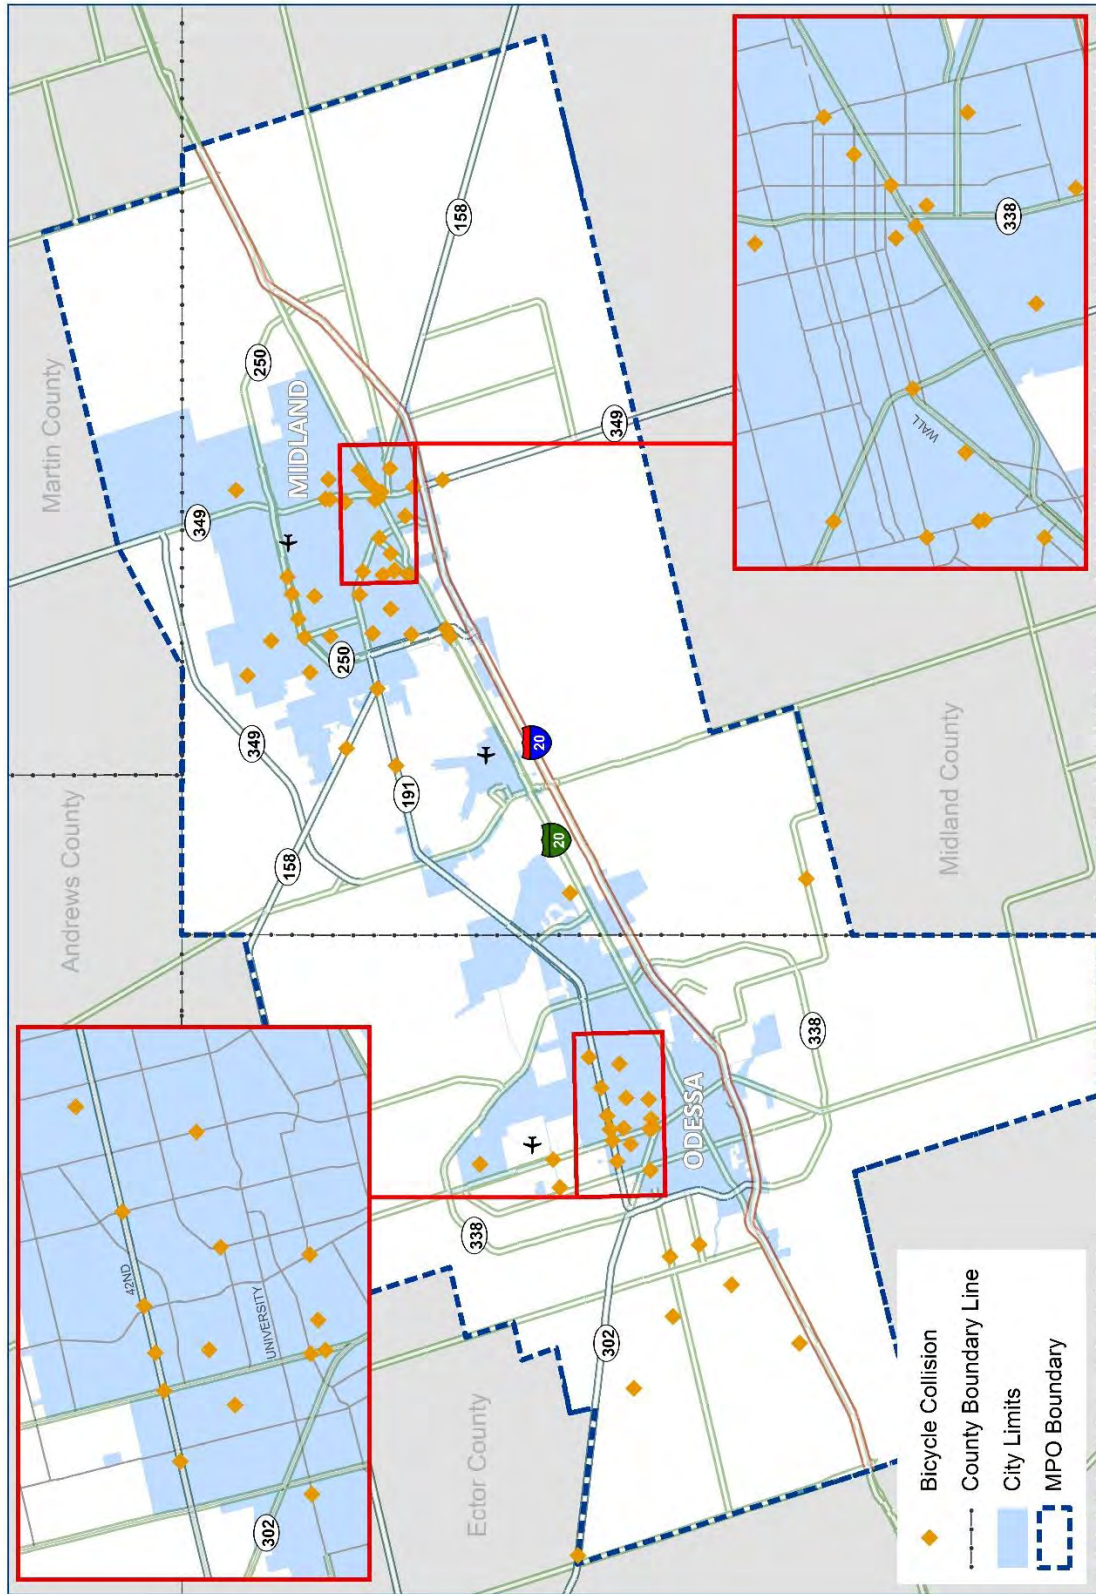 Andrews County
Martin County
349
349
158
250
MIDLAND
250
191
158
349
20
20
Midland County
Ector County
302
338
ODESSA
338
42ND
UNIVERSITY
302
WALL
338
Bicycle Collision
County Boundary Line
City Limits
MPO Boundary